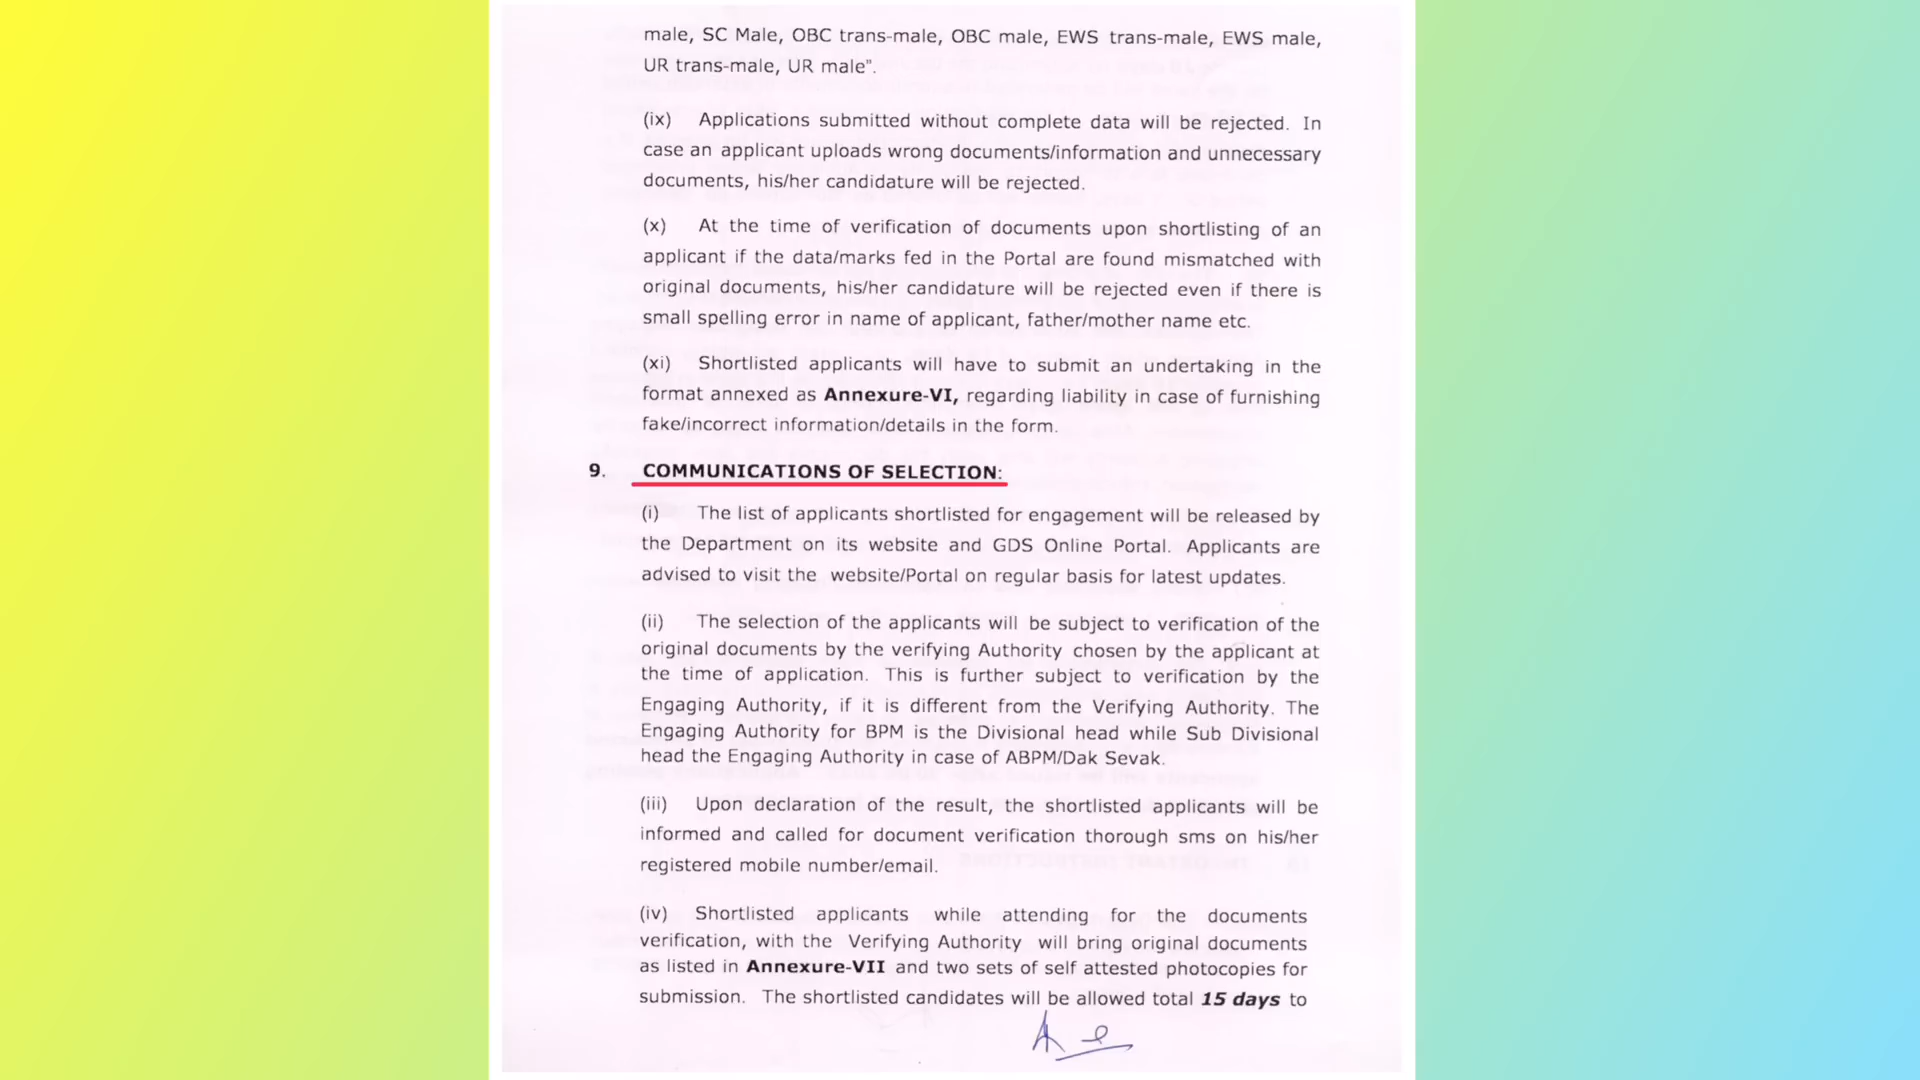 male, SC Male, OBC trans-male, OBC male, EWS trans-male, EWS male,
UR trans-male, UR male".
(ix) Applications submitted without complete data will be rejected. In
case an applicant uploads wrong documents/information and unnecessary
documents, his/her candidature will be rejected.
(x) At the time of verification of documents upon shortlisting of an
applicant if the data/marks fed in the Portal are found mismatched with
original documents, his/her candidature will be rejected even if there is
small spelling error in name of applicant, father/mother name etc.
(xi) Shortlisted applicants will have to submit an undertaking in the
format annexed as Annexure-VI, regarding liability in case of furnishing
fake/incorrect information/details in the form.
9. COMMUNICATIONS OF SELECTION:
(i) The list of applicants shortlisted for engagement will be released by
the Department on its website and GDS Online Portal. Applicants are
advised to visit the website/Portal on regular basis for latest updates.
(ii) The selection of the applicants will be subject to verification of the
original documents by the verifying Authority chosen by the applicant at
the time of application. This is further subject to verification by the
Engaging Authority, if it is different from the Verifying Authority. The
Engaging Authority for BPM is the Divisional head while Sub Divisional
head the Engaging Authority in case of ABPM/Dak Sevak.
(iii) Upon declaration of the result, the shortlisted applicants will be
informed and called for document verification thorough sms on his/her
registered mobile number/email.
(iv) Shortlisted applicants while attending for the documents
verification, with the Verifying Authority will bring original documents
as listed in Annexure-VII and two sets of self attested photocopies for
submission. The shortlisted candidates will be allowed total 15 days to